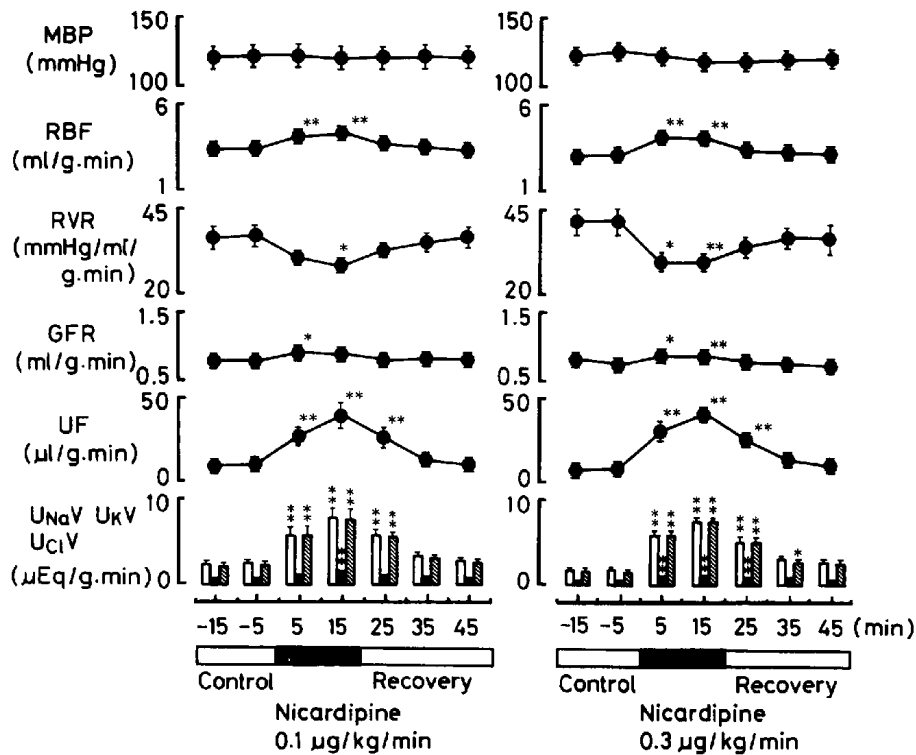 MBP
(mmHg)
150
100
150
100
RBF
(ml/g.min)
6
1
**
**
6
1
**
**
RVR
(mmHg/ml/
g.min)
45
20
*
45
20
*
**
GFR
(ml/g.min)
1.5
0.5
*
1.5
0.5
*
**
UF
(µl/g.min)
50
0
**
**
**
50
0
**
**
**
UNaV UKV
UClV
(µEq/g.min)
10
0
**
**
**
**
**
**
**
10
0
**
**
**
**
**
**
**
**
**
*
-15 -5 5 15 25 35 45
-15 -5 5 15 25 35 45 (min)
Control Recovery
Control Recovery
Nicardipine
0.1 µg/kg/min
Nicardipine
0.3 µg/kg/min